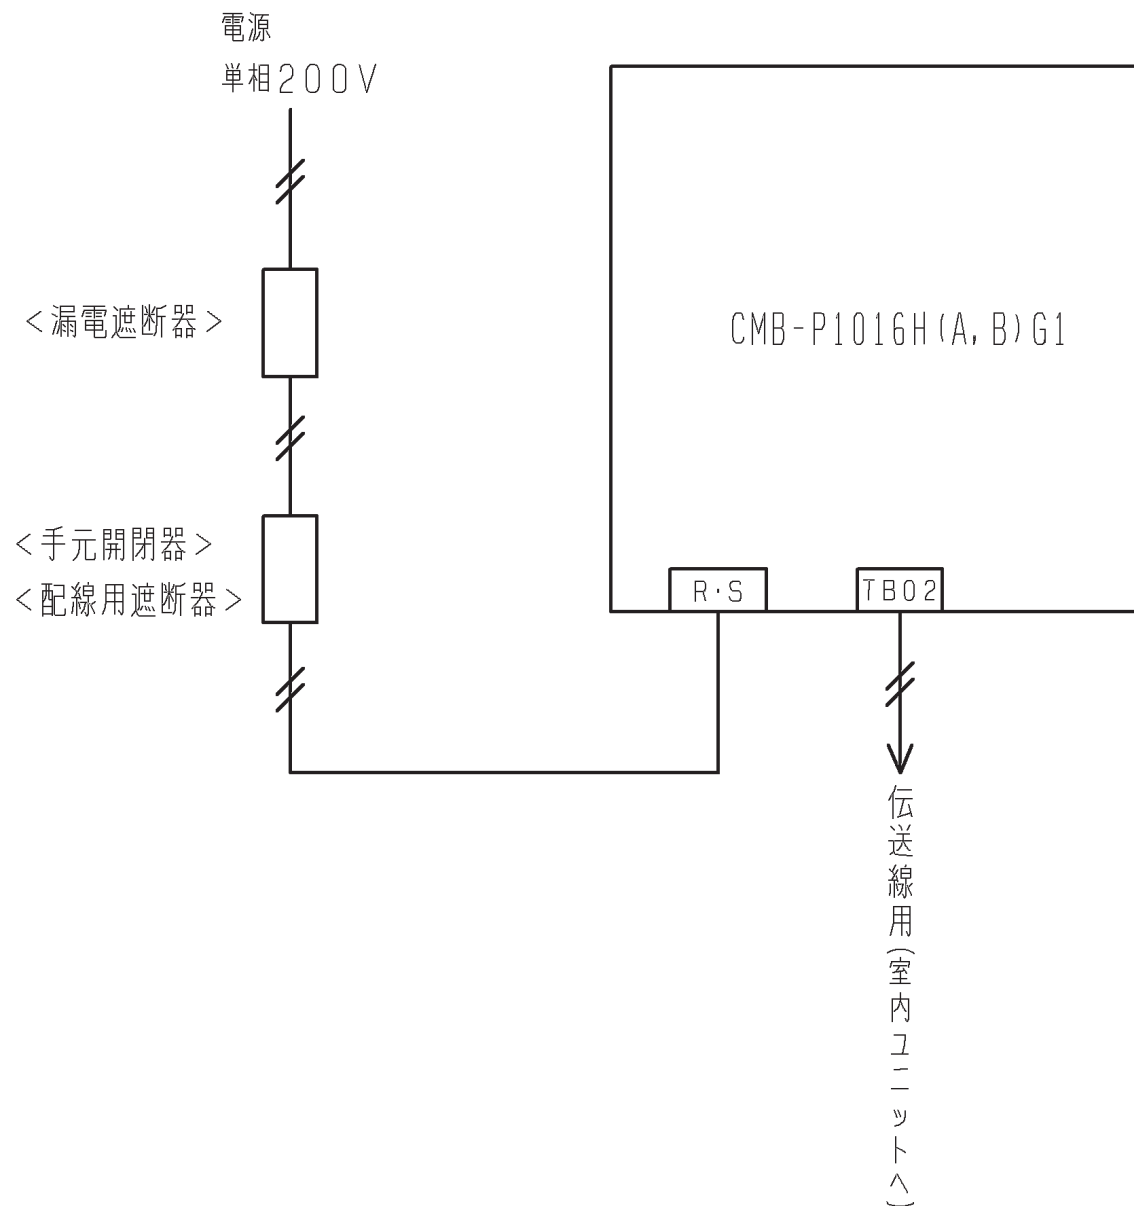 電源
単相200V
<漏電遮断器>
CMB-P1016H(A,B)G1
<手元開閉器>
<配線用遮断器>
R・S
TB02
伝送線用(室内ユニットへ)